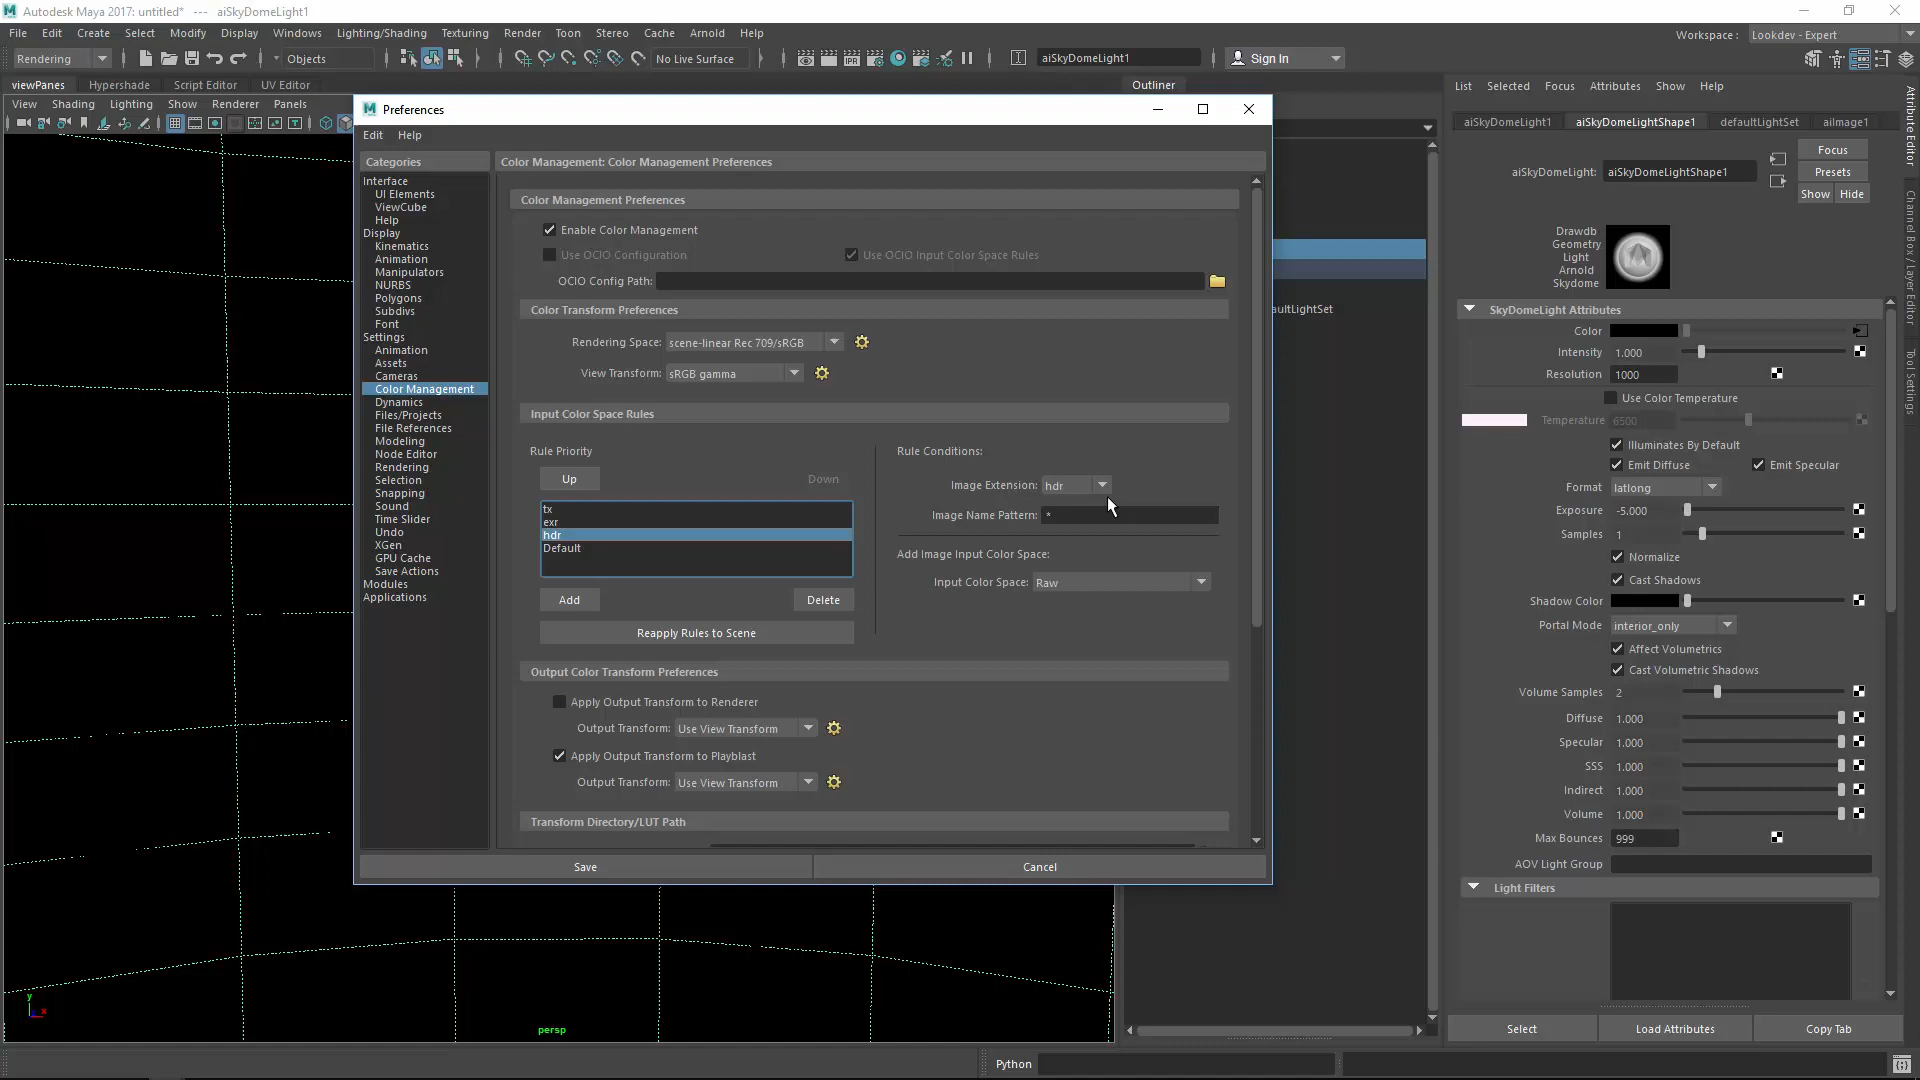 Autodesk Maya 2017: untitled* --- aiSkyDomeLight1
File Edit Create Select Modify Display Windows Lighting/Shading Texturing Render Toon Stereo Cache Arnold Help
Workspace : Lookdev - Expert
Rendering Objects No Live Surface IPR aiSkyDomeLight1 Sign In
viewPanes Hypershade Script Editor UV Editor
View Shading Lighting Show Renderer Panels
Preferences
Edit Help
Categories
Interface
UI Elements
ViewCube
Help
Display
Kinematics
Animation
Manipulators
NURBS
Polygons
Subdivs
Font
Settings
Animation
Assets
Cameras
Color Management
Dynamics
Files/Projects
File References
Modeling
Node Editor
Rendering
Selection
Snapping
Sound
Time Slider
Undo
XGen
GPU Cache
Save Actions
Modules
Applications
Color Management: Color Management Preferences
Color Management Preferences
Enable Color Management
Use OCIO Configuration Use OCIO Input Color Space Rules
OCIO Config Path:
Color Transform Preferences
Rendering Space: scene-linear Rec 709/sRGB
View Transform: sRGB gamma
Input Color Space Rules
Rule Priority
Up Down
tx
exr
hdr
Default
Add Delete
Reapply Rules to Scene
Rule Conditions:
Image Extension: hdr
Image Name Pattern: *
Add Image Input Color Space:
Input Color Space: Raw
Output Color Transform Preferences
Apply Output Transform to Renderer
Output Transform: Use View Transform
Apply Output Transform to Playblast
Output Transform: Use View Transform
Transform Directory/LUT Path
Save Cancel
y
x
persp
Outliner
aultLightSet
List Selected Focus Attributes Show Help
aiSkyDomeLight1 aiSkyDomeLightShape1 defaultLightSet aiImage1
aiSkyDomeLight: aiSkyDomeLightShape1
Focus
Presets
Show Hide
Drawdb
Geometry
Light
Arnold
Skydome
SkyDomeLight Attributes
Color
Intensity 1.000
Resolution 1000
Use Color Temperature
Temperature 6500
Illuminates By Default
Emit Diffuse Emit Specular
Format latlong
Exposure -5.000
Samples 1
Normalize
Cast Shadows
Shadow Color
Portal Mode interior_only
Affect Volumetrics
Cast Volumetric Shadows
Volume Samples 2
Diffuse 1.000
Specular 1.000
SSS 1.000
Indirect 1.000
Volume 1.000
Max Bounces 999
AOV Light Group
Light Filters
Select Load Attributes Copy Tab
Attribute Editor
Channel Box / Layer Editor
Tool Settings
Python